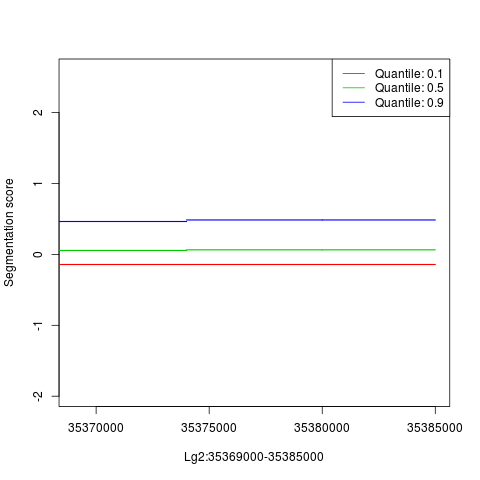 Quantile: 0.1
Quantile: 0.5
Quantile: 0.9
Segmentation score
2
1
0
-1
-2
35370000 35375000 35380000 35385000
Lg2:35369000-35385000